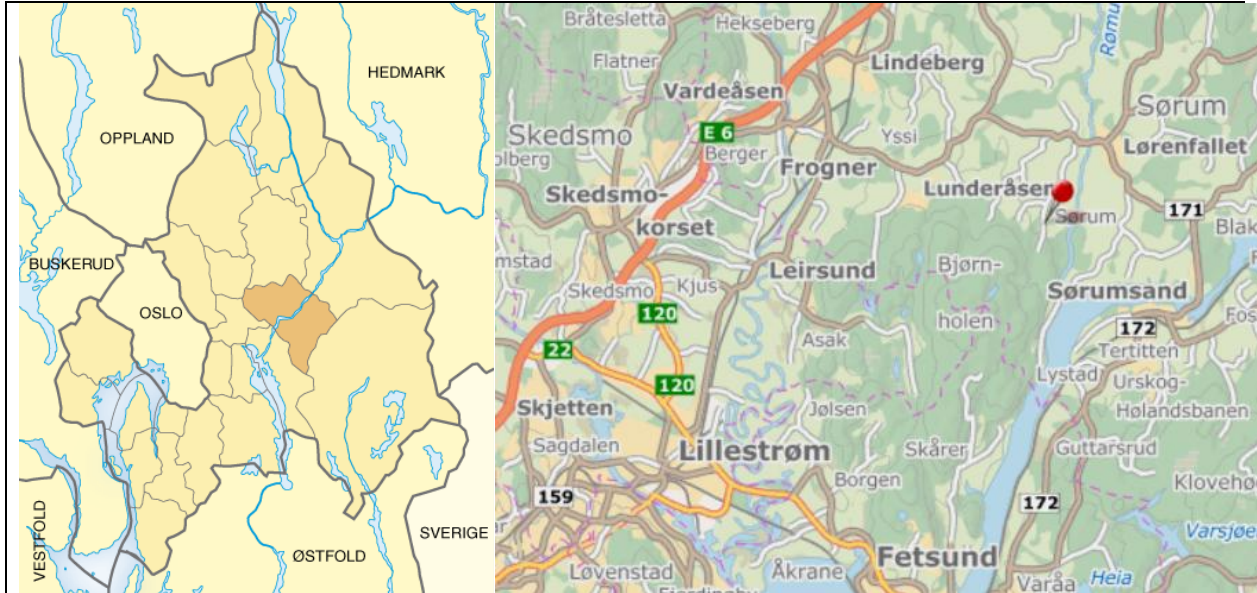 HEDMARK
OPPLAND
BUSKERUD
OSLO
VESTFOLD
ØSTFOLD
SVERIGE
Bråtesletta
Hekseberg
Flatner
Lindeberg
Vardeåsen
Sørum
Skedsmo
E 6
Yssi
Lørenfallet
Berger
Frogner
Lunderåsen
Skedsmo-
korset
Sørum
171
Leirsund
Bjørn-
holen
Skedsmo
Kjus
Sørumsand
120
172
22
Asak
Tertitten
120
Lystad
Urskog-
Hølandsbanen
Skjetten
Jølsen
Sagdalen
Lillestrøm
Skårer
Guttarsrud
Borgen
159
172
Fetsund
Løvenstad
Åkrane
Varåa
Heia